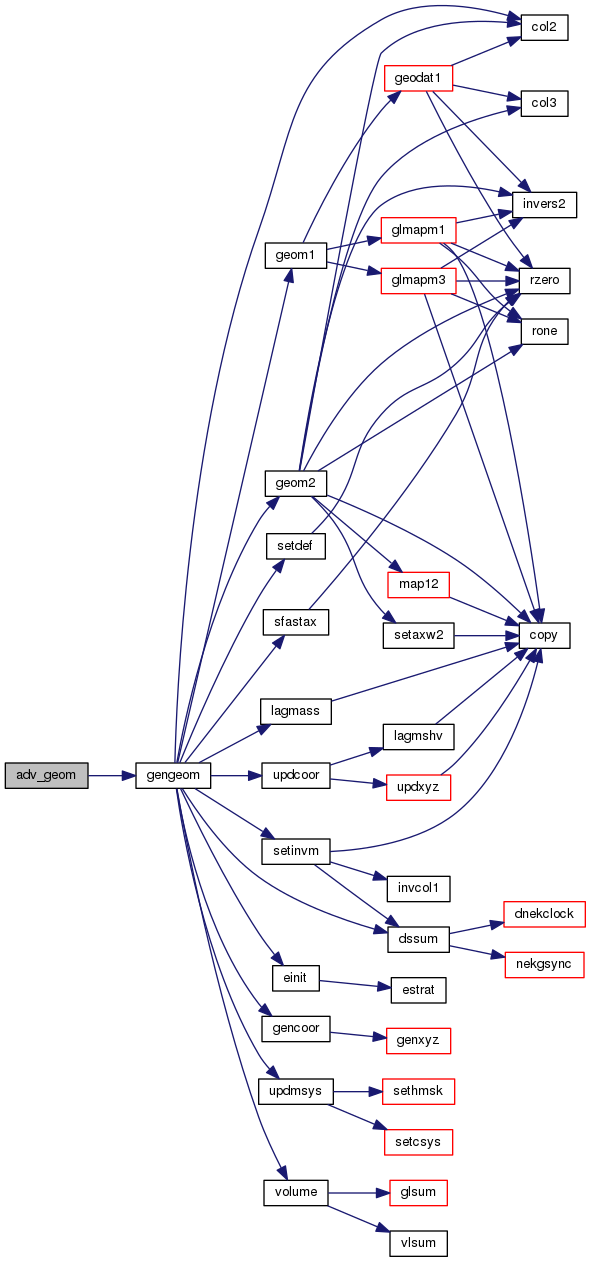 col2
geodat1
col3
invers2
glmapm1
geom1
glmapm3
rzero
rone
geom2
setdef
map12
sfastax
setaxw2
copy
lagmass
lagmshv
adv_geom
gengeom
updcoor
updxyz
setinvm
invcol1
dssum
dnekclock
nekgsync
einit
estrat
gencoor
genxyz
updmsys
sethmsk
setcsys
volume
glsum
vlsum